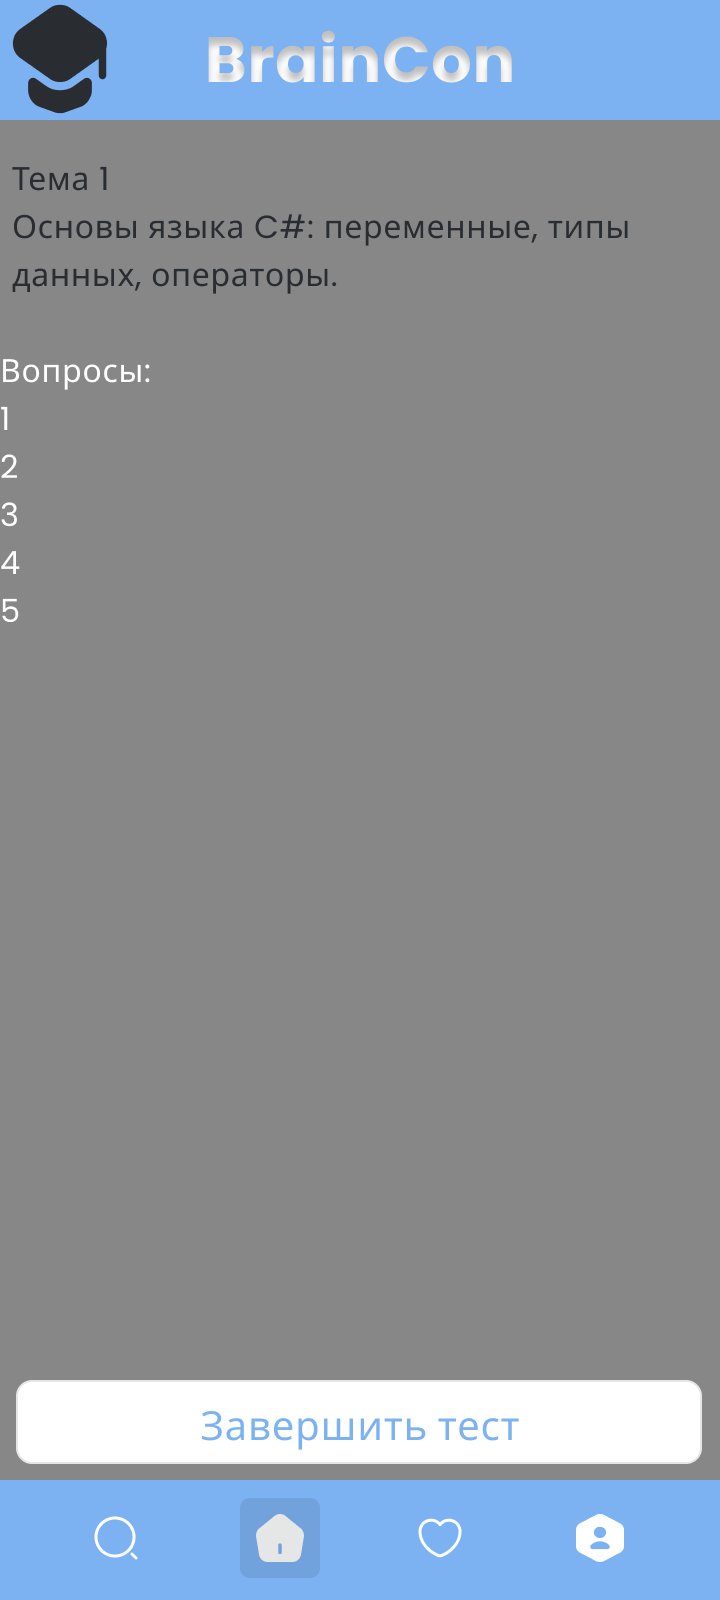 BrainCon
Тема 1
Основы языка C#: переменные, типы
данных, операторы.
Вопросы:
1
2
3
4
5
Завершить тест